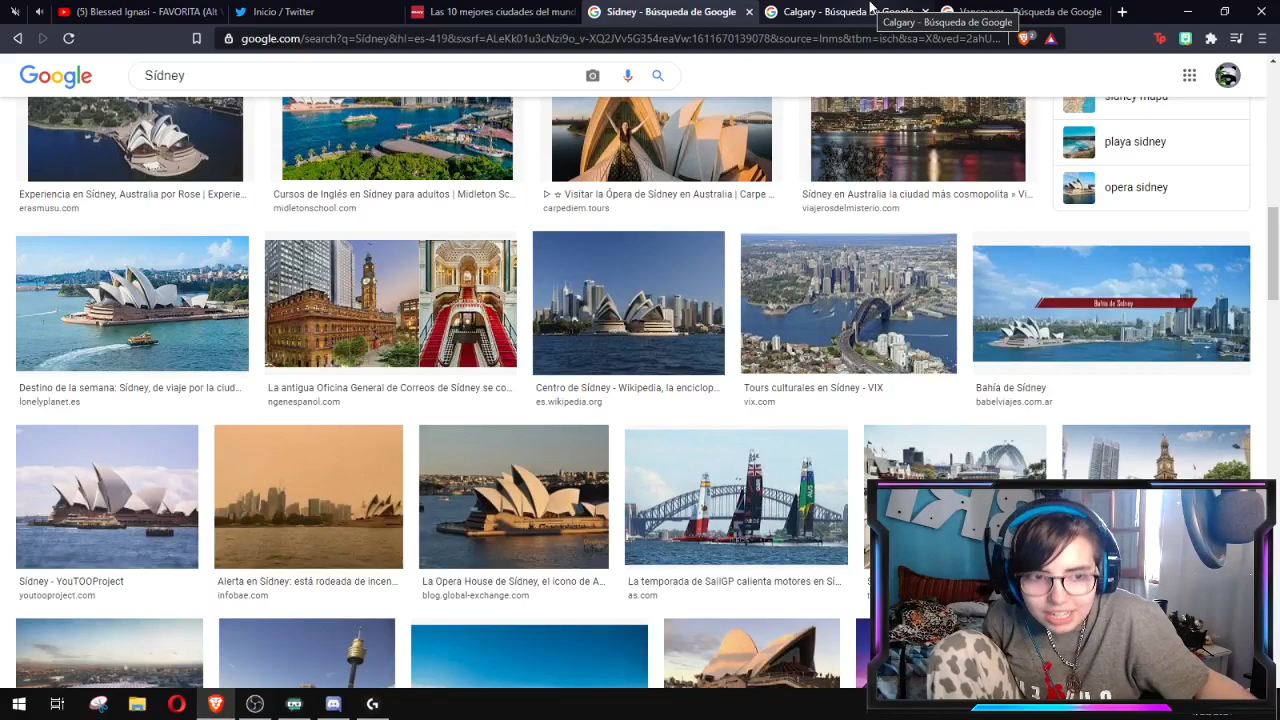 (5) Blessed Ignasi - FAVORITA (Alt
Inicio / Twitter
Las 10 mejores ciudades del mund
Sídney - Búsqueda de Google
Calgary - Búsqueda de Google
Vancouver - Búsqueda de Google
Calgary - Búsqueda de Google
google.com/search?q=Sídney&hl=es-419&sxsrf=ALeKk01u3cNzi9o_v-XQ2JVv5G354reaVw:1611670139078&source=lnms&tbm=isch&sa=X&ved=2ahU...
2
Google
Sídney
sidney mapa
playa sidney
opera sidney
Experiencia en Sídney, Australia por Rose | Experie...
erasmusu.com
Cursos de Inglés en Sídney para adultos | Midleton Sc...
midletonschool.com
▷ ☆ Visitar la Ópera de Sídney en Australia | Carpe ...
carpediem.tours
Sídney en Australia la ciudad más cosmopolita » Vi...
viajerosdelmisterio.com
Bahía de Sídney
Destino de la semana: Sídney, de viaje por la ciud...
lonelyplanet.es
La antigua Oficina General de Correos de Sídney se co...
ngenespanol.com
Centro de Sídney - Wikipedia, la enciclop...
es.wikipedia.org
Tours culturales en Sídney - VIX
vix.com
Bahía de Sídney
babelviajes.com.ar
Sídney - YouTOOProject
youtooproject.com
Alerta en Sídney: está rodeada de incen...
infobae.com
La Opera House de Sídney, el icono de A...
blog.global-exchange.com
La temporada de SailGP calienta motores en Sí...
as.com